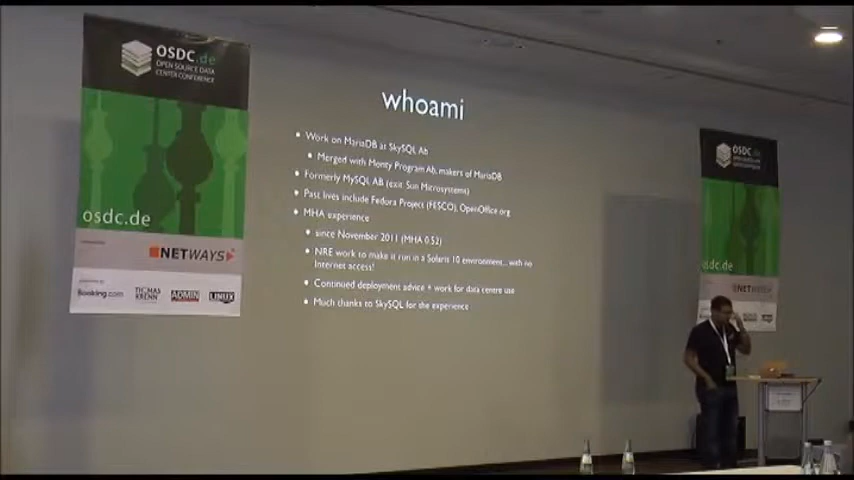 OSDC.de
OPEN SOURCE DATA
CENTER CONFERENCE
osdc.de
NETWAYS
Booking.com
THOMAS
KRENN
ADMIN
LINUX
whoami
Work on MariaDB at SkySQL Ab
Merged with Monty Program Ab, makers of MariaDB
Formerly MySQL AB (exit: Sun Microsystems)
Past lives include Fedora Project (FESCO), OpenOffice.org
MHA experience
since November 2011 (MHA 0.52)
NRE work to make it run in a Solaris 10 environment... with no
Internet access!
Continued deployment advice + work for data centre use
Much thanks to SkySQL for the experience
OSDC.de
osdc.de
NETWAYS